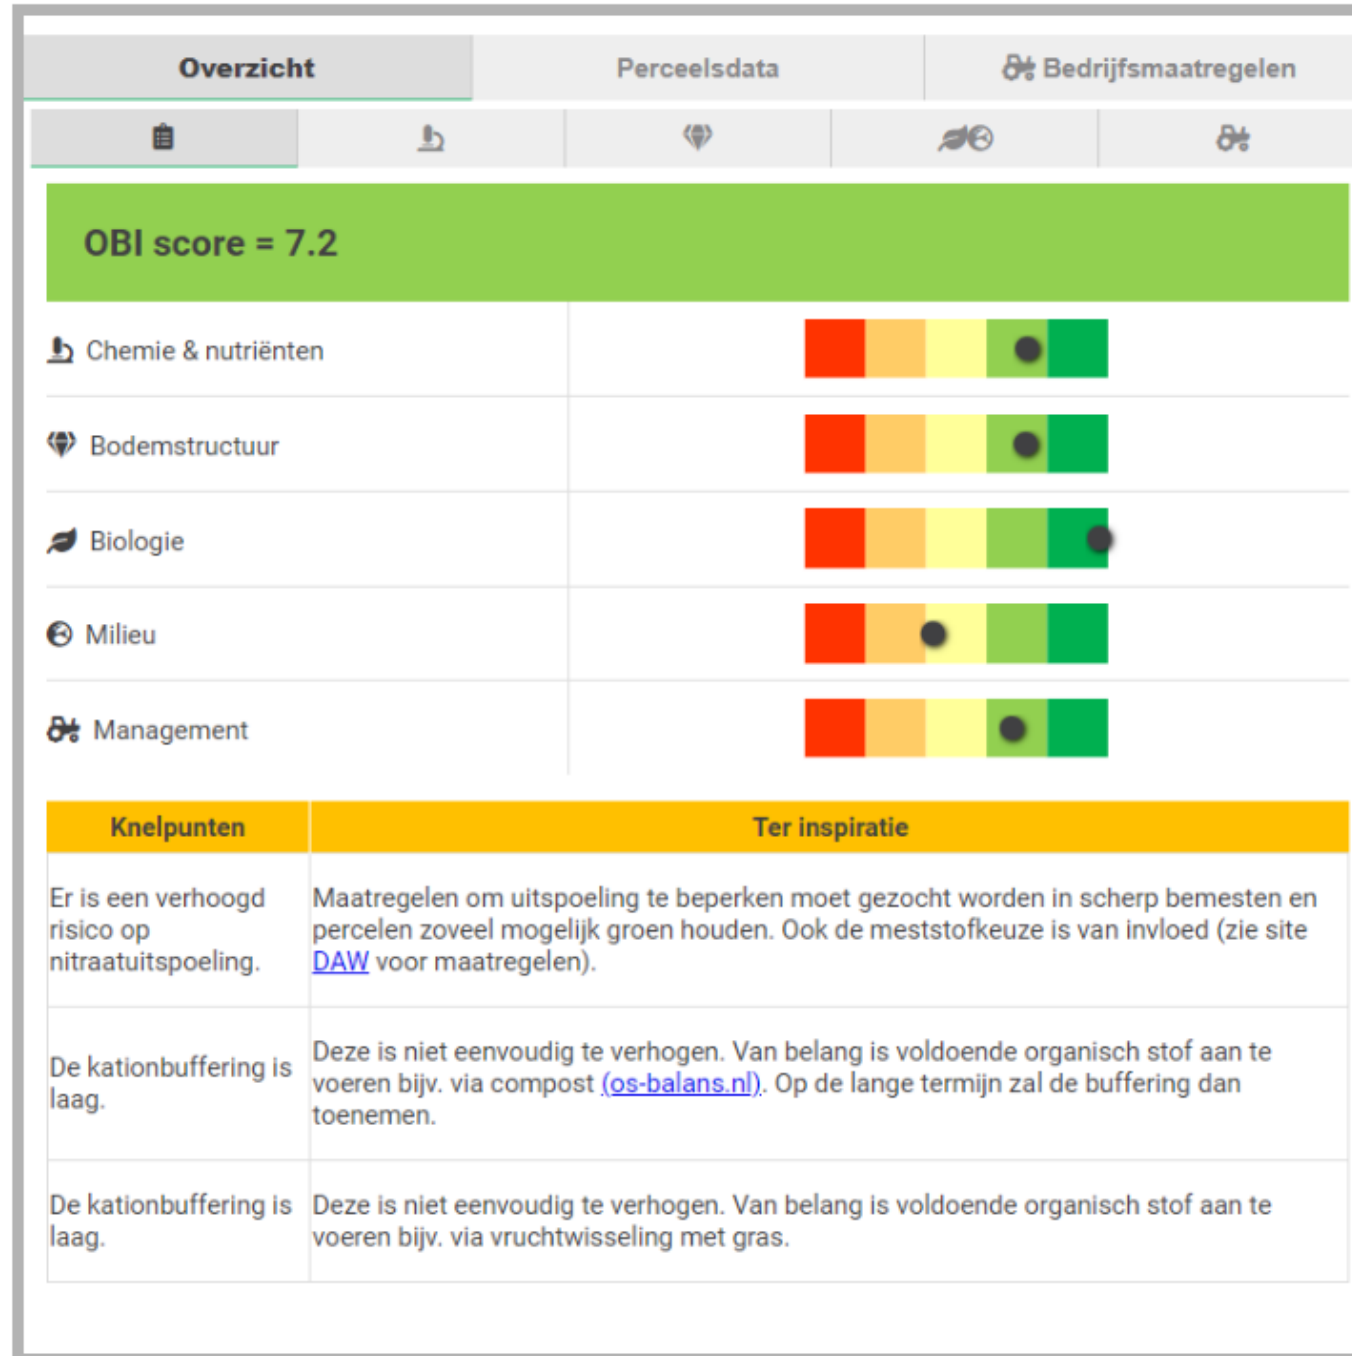 Overzicht
Perceelsdata
Bedrijfsmaatregelen
OBI score = 7.2
Chemie & nutriënten
Bodemstructuur
Biologie
Milieu
Management
Knelpunten
Ter inspiratie
Er is een verhoogd
risico op
nitraatuitspoeling.
Maatregelen om uitspoeling te beperken moet gezocht worden in scherp bemesten en
percelen zoveel mogelijk groen houden. Ook de meststofkeuze is van invloed (zie site
DAW voor maatregelen).
De kationbuffering is
laag.
Deze is niet eenvoudig te verhogen. Van belang is voldoende organisch stof aan te
voeren bijv. via compost (os-balans.nl). Op de lange termijn zal de buffering dan
toenemen.
De kationbuffering is
laag.
Deze is niet eenvoudig te verhogen. Van belang is voldoende organisch stof aan te
voeren bijv. via vruchtwisseling met gras.